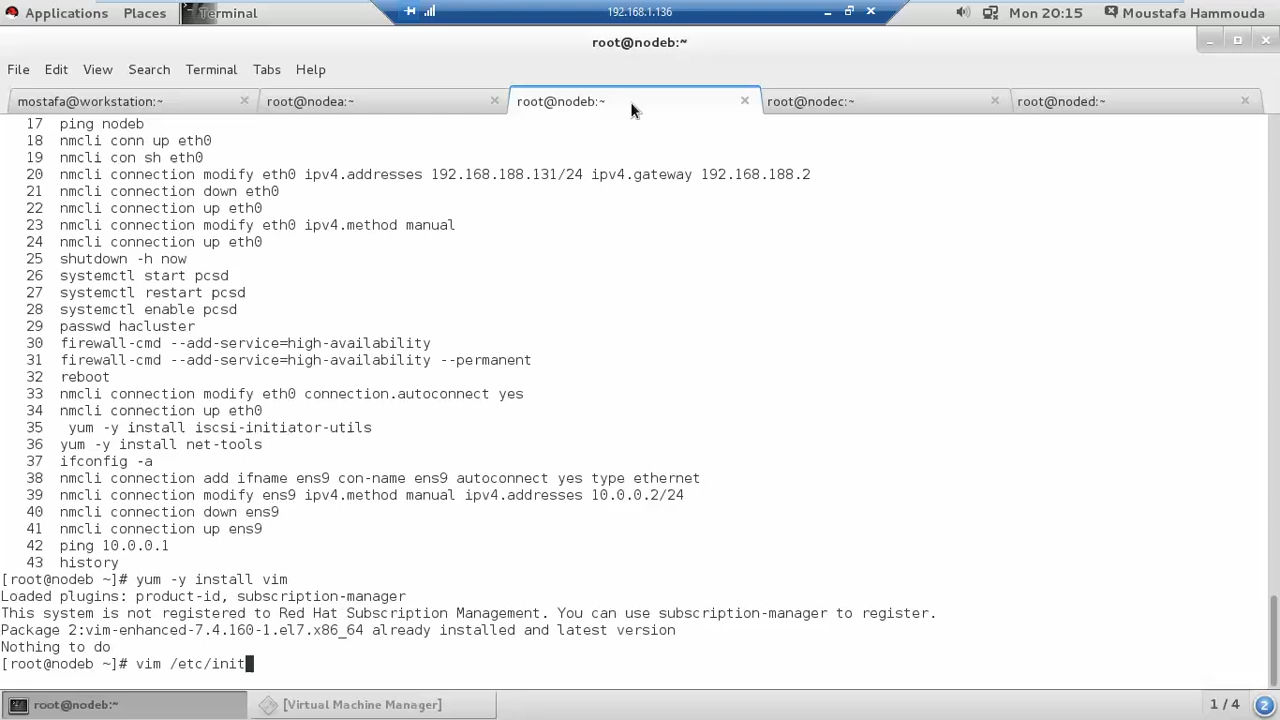 Applications Places Terminal 192.168.1.136 Mon 20:15 Moustafa Hammouda
root@nodeb:~
File Edit View Search Terminal Tabs Help
mostafa@workstation:~ root@nodea:~ root@nodeb:~ root@nodec:~ root@noded:~
17 ping nodeb
18 nmcli conn up eth0
19 nmcli con sh eth0
20 nmcli connection modify eth0 ipv4.addresses 192.168.188.131/24 ipv4.gateway 192.168.188.2
21 nmcli connection down eth0
22 nmcli connection up eth0
23 nmcli connection modify eth0 ipv4.method manual
24 nmcli connection up eth0
25 shutdown -h now
26 systemctl start pcsd
27 systemctl restart pcsd
28 systemctl enable pcsd
29 passwd hacluster
30 firewall-cmd --add-service=high-availability
31 firewall-cmd --add-service=high-availability --permanent
32 reboot
33 nmcli connection modify eth0 connection.autoconnect yes
34 nmcli connection up eth0
35 yum -y install iscsi-initiator-utils
36 yum -y install net-tools
37 ifconfig -a
38 nmcli connection add ifname ens9 con-name ens9 autoconnect yes type ethernet
39 nmcli connection modify ens9 ipv4.method manual ipv4.addresses 10.0.0.2/24
40 nmcli connection down ens9
41 nmcli connection up ens9
42 ping 10.0.0.1
43 history
[root@nodeb ~]# yum -y install vim
Loaded plugins: product-id, subscription-manager
This system is not registered to Red Hat Subscription Management. You can use subscription-manager to register.
Package 2:vim-enhanced-7.4.160-1.el7.x86_64 already installed and latest version
Nothing to do
[root@nodeb ~]# vim /etc/init
root@nodeb:~ [Virtual Machine Manager] 1 / 4 2